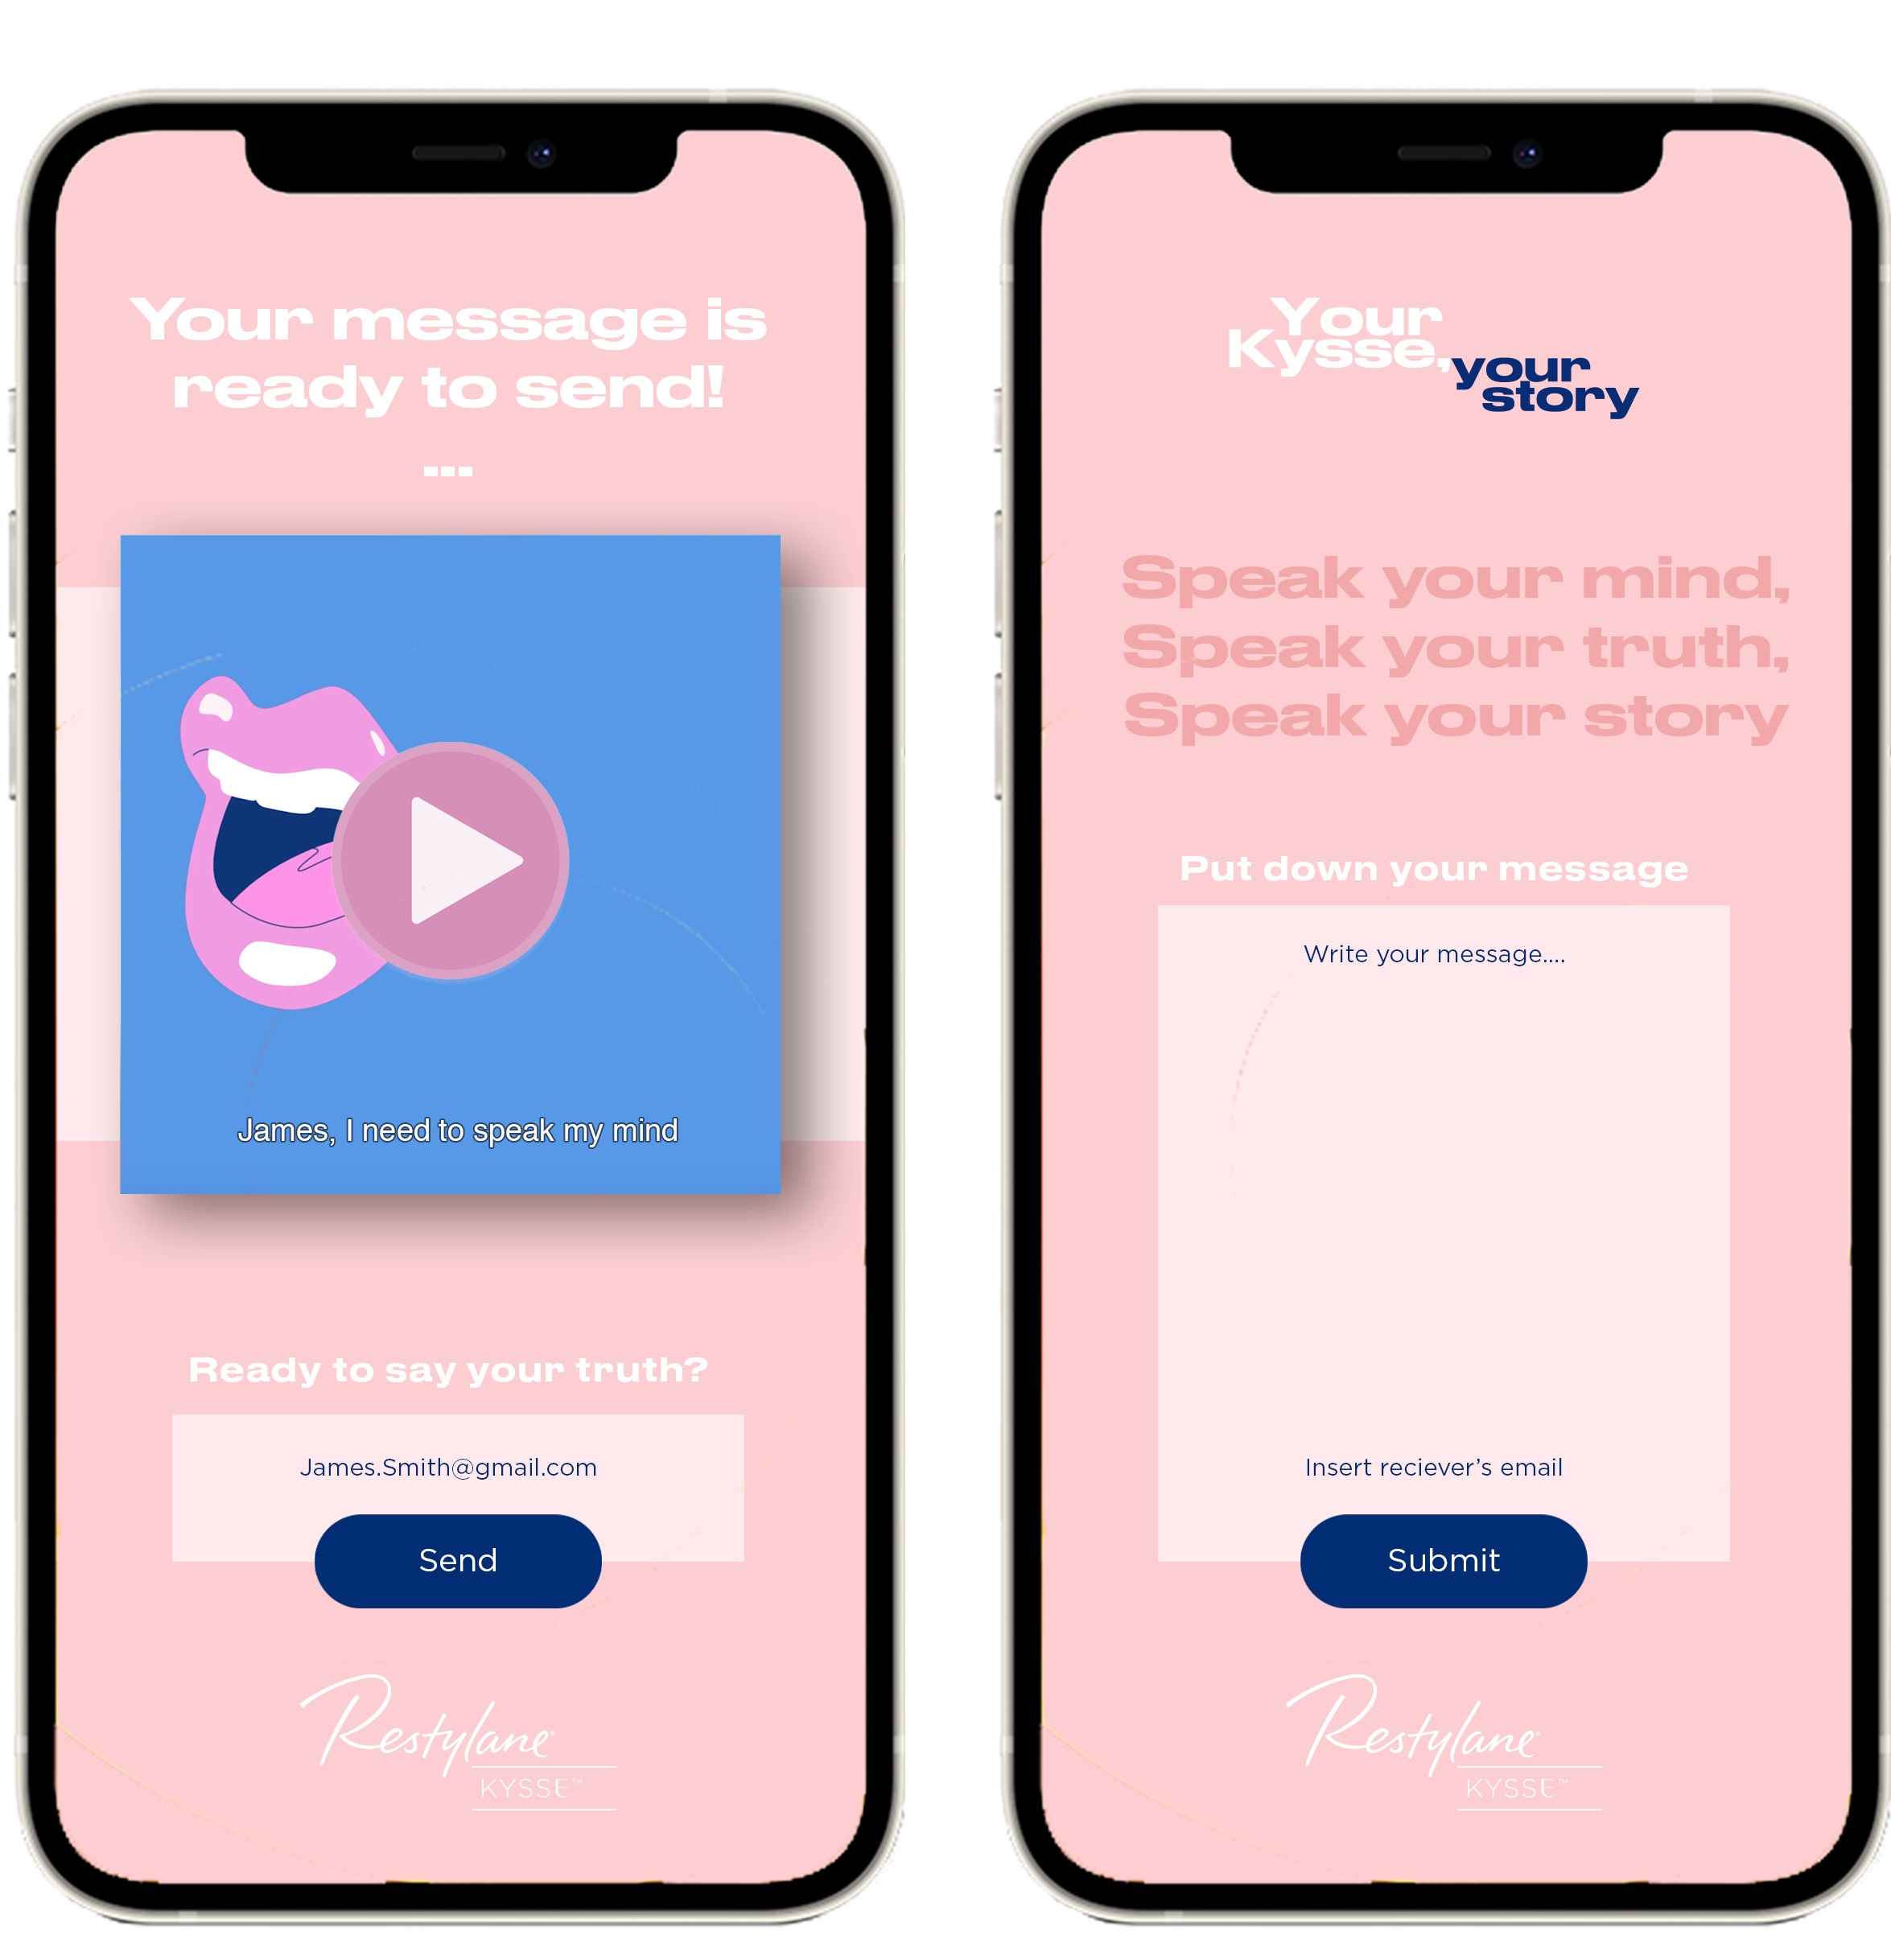 Your message is
ready to send!
...
James, I need to speak my mind
Ready to say your truth?
James.Smith@gmail.com
Send
Restylane®
KYSSE™
Your
Kysse,
your
story
Speak your mind,
Speak your truth,
Speak your story
Put down your message
Write your message....
Insert reciever’s email
Submit
Restylane®
KYSSE™